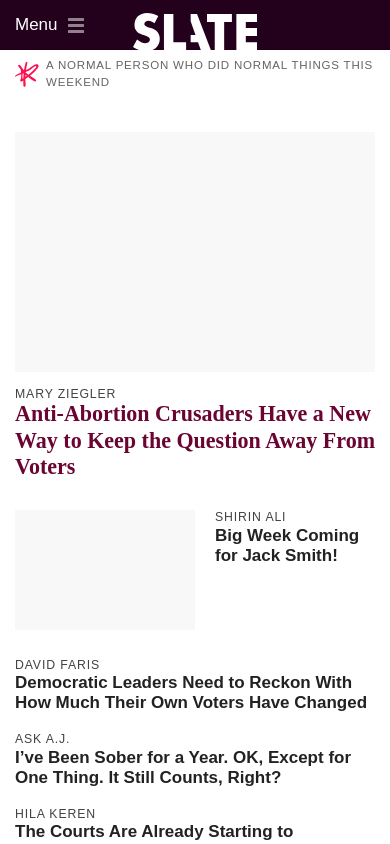 Menu
SLATE
A NORMAL PERSON WHO DID NORMAL THINGS THIS
WEEKEND
MARY ZIEGLER
Anti-Abortion Crusaders Have a New
Way to Keep the Question Away From
Voters
SHIRIN ALI
Big Week Coming
for Jack Smith!
DAVID FARIS
Democratic Leaders Need to Reckon With
How Much Their Own Voters Have Changed
ASK A.J.
I’ve Been Sober for a Year. OK, Except for
One Thing. It Still Counts, Right?
HILA KEREN
The Courts Are Already Starting to